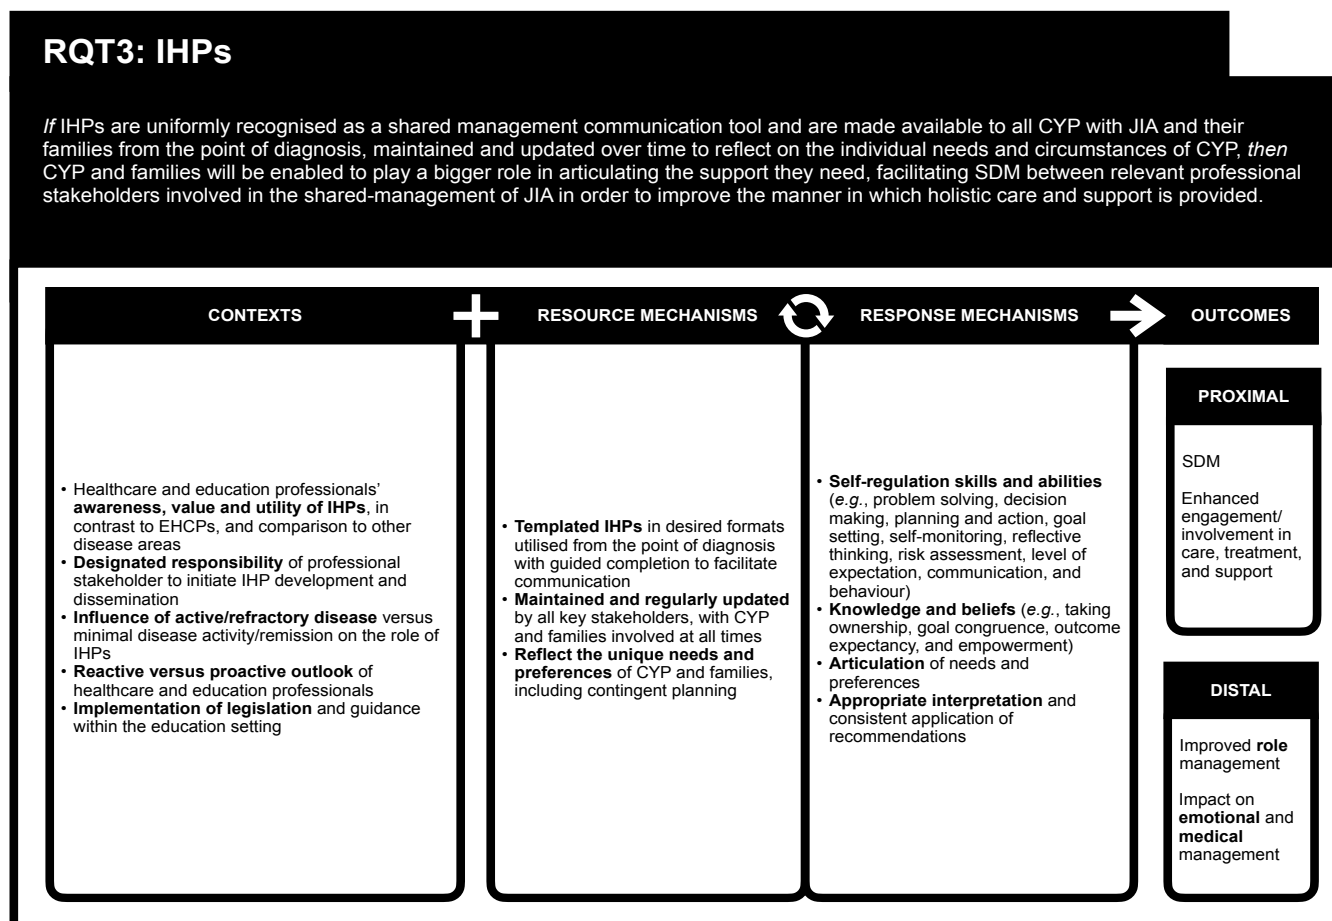 RQT3: IHPs
If IHPs are uniformly recognised as a shared management communication tool and are made available to all CYP with JIA and their
families from the point of diagnosis, maintained and updated over time to reflect on the individual needs and circumstances of CYP, then
CYP and families will be enabled to play a bigger role in articulating the support they need, facilitating SDM between relevant professional
stakeholders involved in the shared-management of JIA in order to improve the manner in which holistic care and support is provided.
CONTEXTS
• Healthcare and education professionals’
awareness, value and utility of IHPs, in
contrast to EHCPs, and comparison to other
disease areas
• Designated responsibility of professional
stakeholder to initiate IHP development and
dissemination
• Influence of active/refractory disease versus
minimal disease activity/remission on the role of
IHPs
• Reactive versus proactive outlook of
healthcare and education professionals
• Implementation of legislation and guidance
within the education setting
RESOURCE MECHANISMS
• Templated IHPs in desired formats
utilised from the point of diagnosis
with guided completion to facilitate
communication
• Maintained and regularly updated
by all key stakeholders, with CYP
and families involved at all times
• Reflect the unique needs and
preferences of CYP and families,
including contingent planning
RESPONSE MECHANISMS
• Self-regulation skills and abilities
(e.g., problem solving, decision
making, planning and action, goal
setting, self-monitoring, reflective
thinking, risk assessment, level of
expectation, communication, and
behaviour)
• Knowledge and beliefs (e.g., taking
ownership, goal congruence, outcome
expectancy, and empowerment)
• Articulation of needs and
preferences
• Appropriate interpretation and
consistent application of
recommendations
OUTCOMES
PROXIMAL
SDM
Enhanced
engagement/
involvement in
care, treatment,
and support
DISTAL
Improved role
management
Impact on
emotional and
medical
management